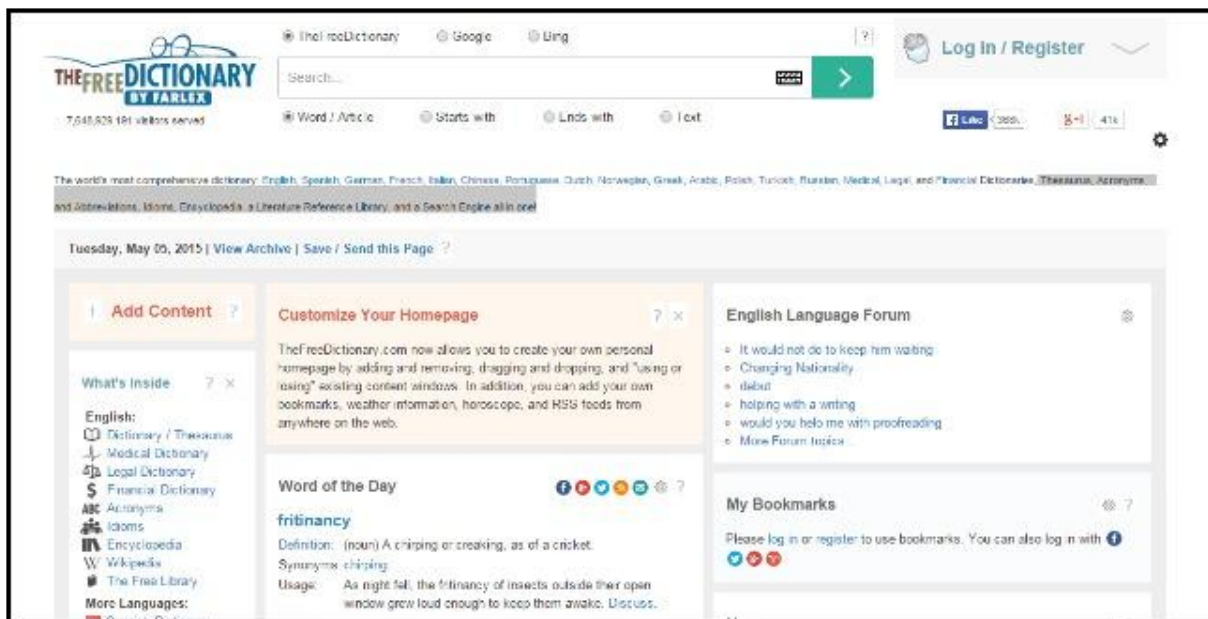 TheFreeDictionary Google Bing ?
Log In / Register
THEFREEDICTIONARY
BY FARLEX
Search...
7,648,929,191 visitors served
Word / Article Starts with Ends with Text
Like 388k g+1 41k
The world's most comprehensive dictionary: English, Spanish, German, French, Italian, Chinese, Portuguese, Dutch, Norwegian, Greek, Arabic, Polish, Turkish, Russian, Medical, Legal, and Financial Dictionaries, Thesaurus, Acronyms
and Abbreviations, Idioms, Encyclopedia, a Literature Reference Library, and a Search Engine all in one!
Tuesday, May 05, 2015 | View Archive | Save / Send this Page ?
Add Content ?
What's Inside ? ×
English:
Dictionary / Thesaurus
Medical Dictionary
Legal Dictionary
$ Financial Dictionary
ABC Acronyms
Idioms
Encyclopedia
W Wikipedia
The Free Library
More Languages:
Spanish Dictionary
Customize Your Homepage ? ×
TheFreeDictionary.com now allows you to create your own personal
homepage by adding and removing, dragging and dropping, and "using or
losing" existing content windows. In addition, you can add your own
bookmarks, weather information, horoscope, and RSS feeds from
anywhere on the web.
Word of the Day ?
fritinancy
Definition: (noun) A chirping or creaking, as of a cricket.
Synonyms: chirping
Usage: As night fell, the fritinancy of insects outside their open
window grew loud enough to keep them awake. Discuss.
English Language Forum
It would not do to keep him waiting
Changing Nationality
debut
helping with a writing
would you help me with proofreading
More Forum topics...
My Bookmarks ?
Please log in or register to use bookmarks. You can also log in with